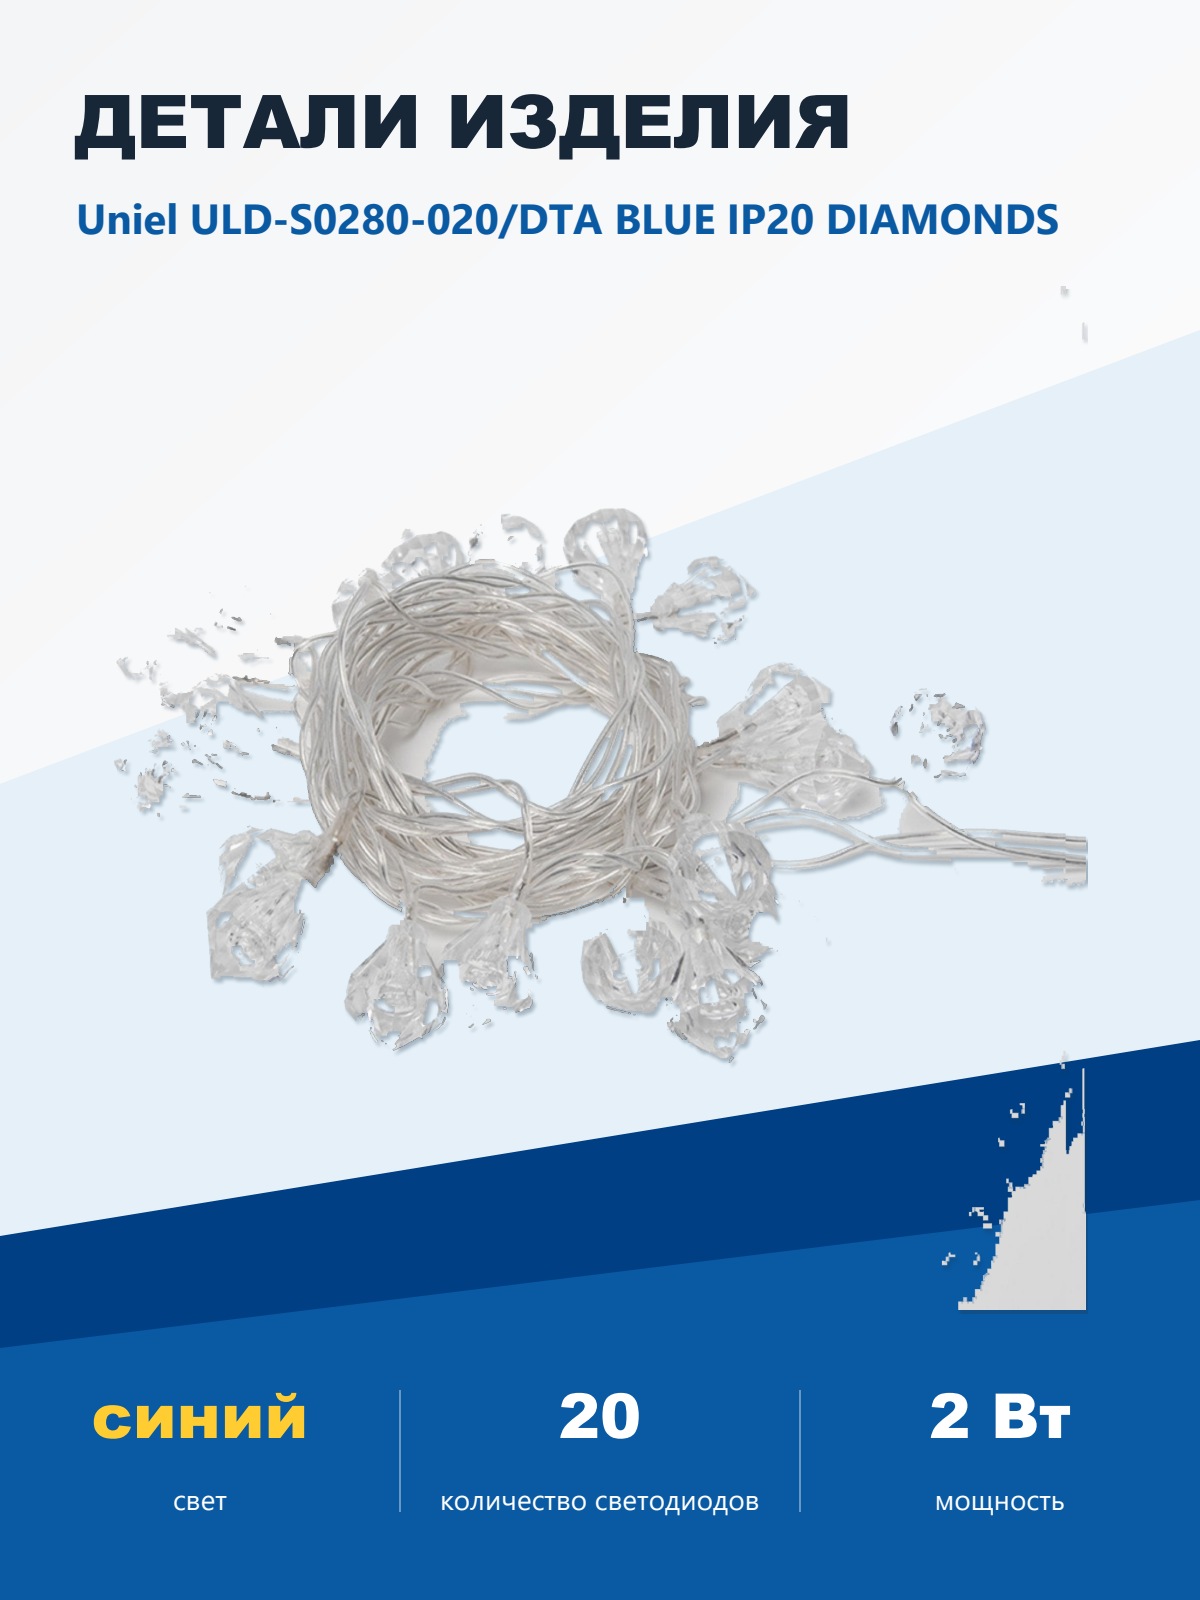 ДЕТАЛИ ИЗДЕЛИЯ
Uniel ULD-S0280-020/DTA BLUE IP20 DIAMONDS
синий
свет
20
количество светодиодов
2 Вт
мощность